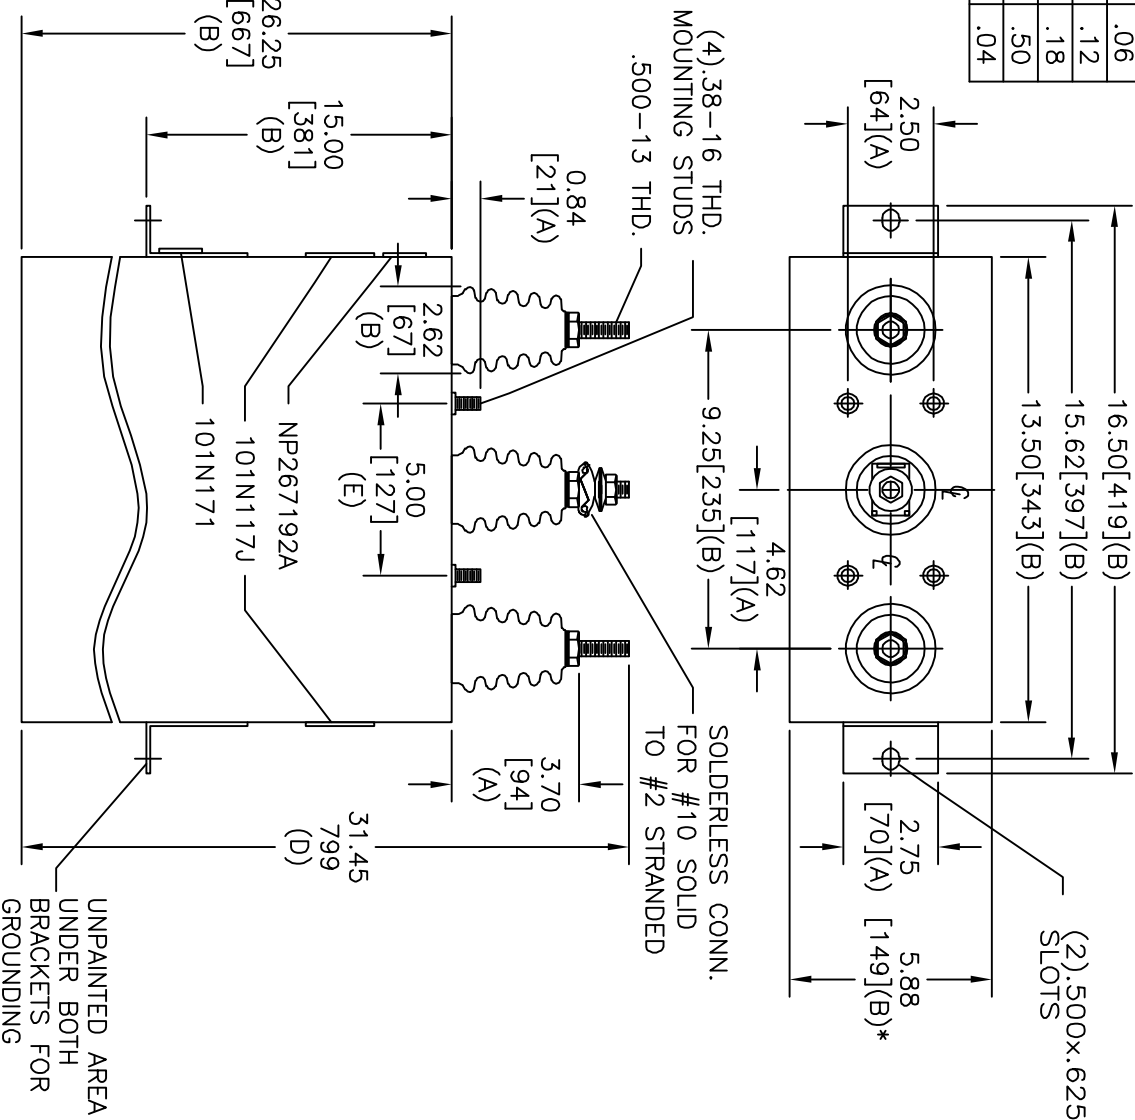 .06
.12
.18
.50
.04
16.50[419](B)
15.62[397](B)
13.50[343](B)
2.50
[64](A)
(2).500x.625
SLOTS
2.75
[70](A)
5.88
[149](B)*
4.62
[117](A)
9.25[235](B)
(4).38-16 THD.
MOUNTING STUDS
.500-13 THD.
SOLDERLESS CONN.
FOR #10 SOLID
TO #2 STRANDED
0.84
[21](A)
3.70
[94]
(A)
2.62
[67]
(B)
5.00
[127]
(E)
15.00
[381]
(B)
26.25
[667]
(B)
31.45
799
(D)
NP267192A
101N117J
101N171
UNPAINTED AREA
UNDER BOTH
BRACKETS FOR
GROUNDING